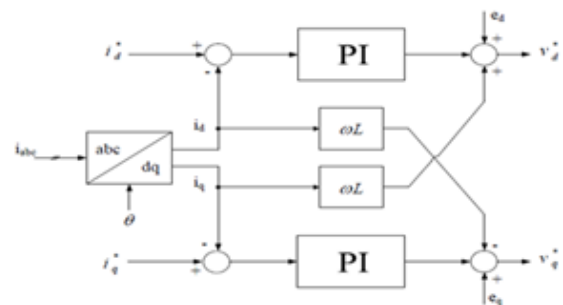 e_d
+
i_d^* + PI + v_d^*
- +
i_d ωL
i_abc abc
dq
i_q ωL
θ
- -
i_q^* + PI + v_q^*
e_q